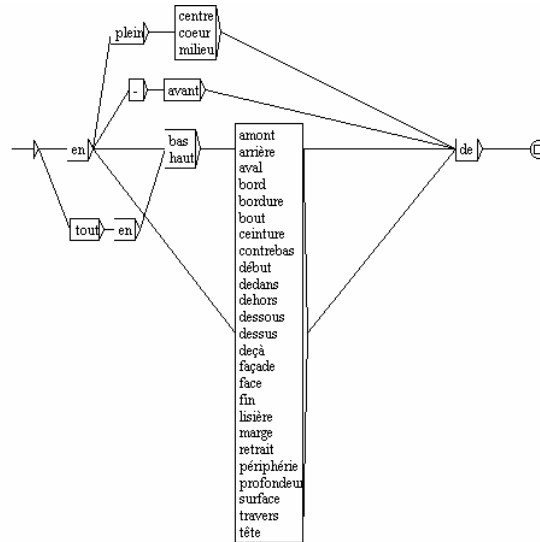 plein
centre
coeur
milieu
-
avant
en
bas
haut
tout
en
amont
arrière
aval
bord
bordure
bout
ceinture
contrebas
début
dedans
dehors
dessous
dessus
deçà
façade
face
fin
lisière
marge
retrait
périphérie
profondeur
surface
travers
tête
de